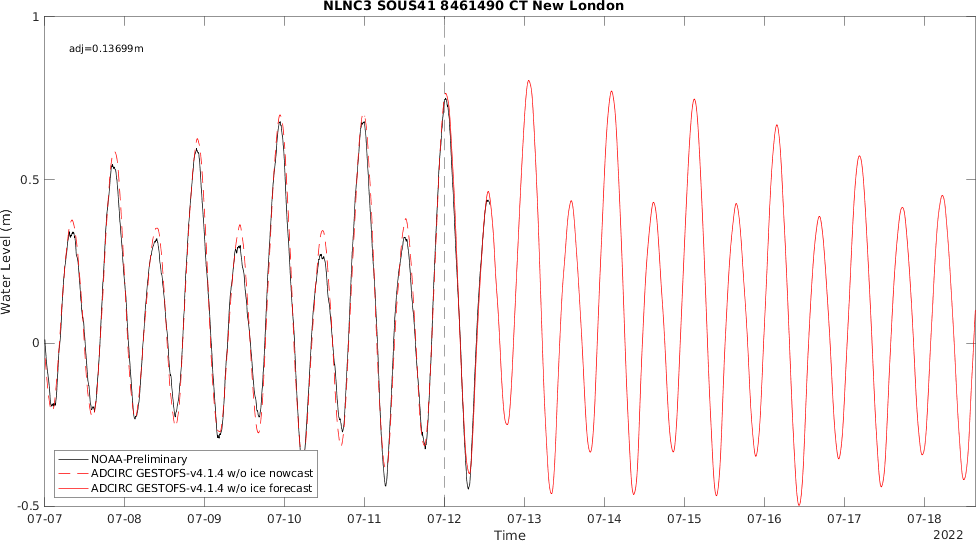 NLNC3 SOUS41 8461490 CT New London
adj=0.13699m
1
0.5
0
-0.5
Water Level (m)
NOAA-Preliminary
ADCIRC GESTOFS-v4.1.4 w/o ice nowcast
ADCIRC GESTOFS-v4.1.4 w/o ice forecast
07-07 07-08 07-09 07-10 07-11 07-12 07-13 07-14 07-15 07-16 07-17 07-18
Time
2022